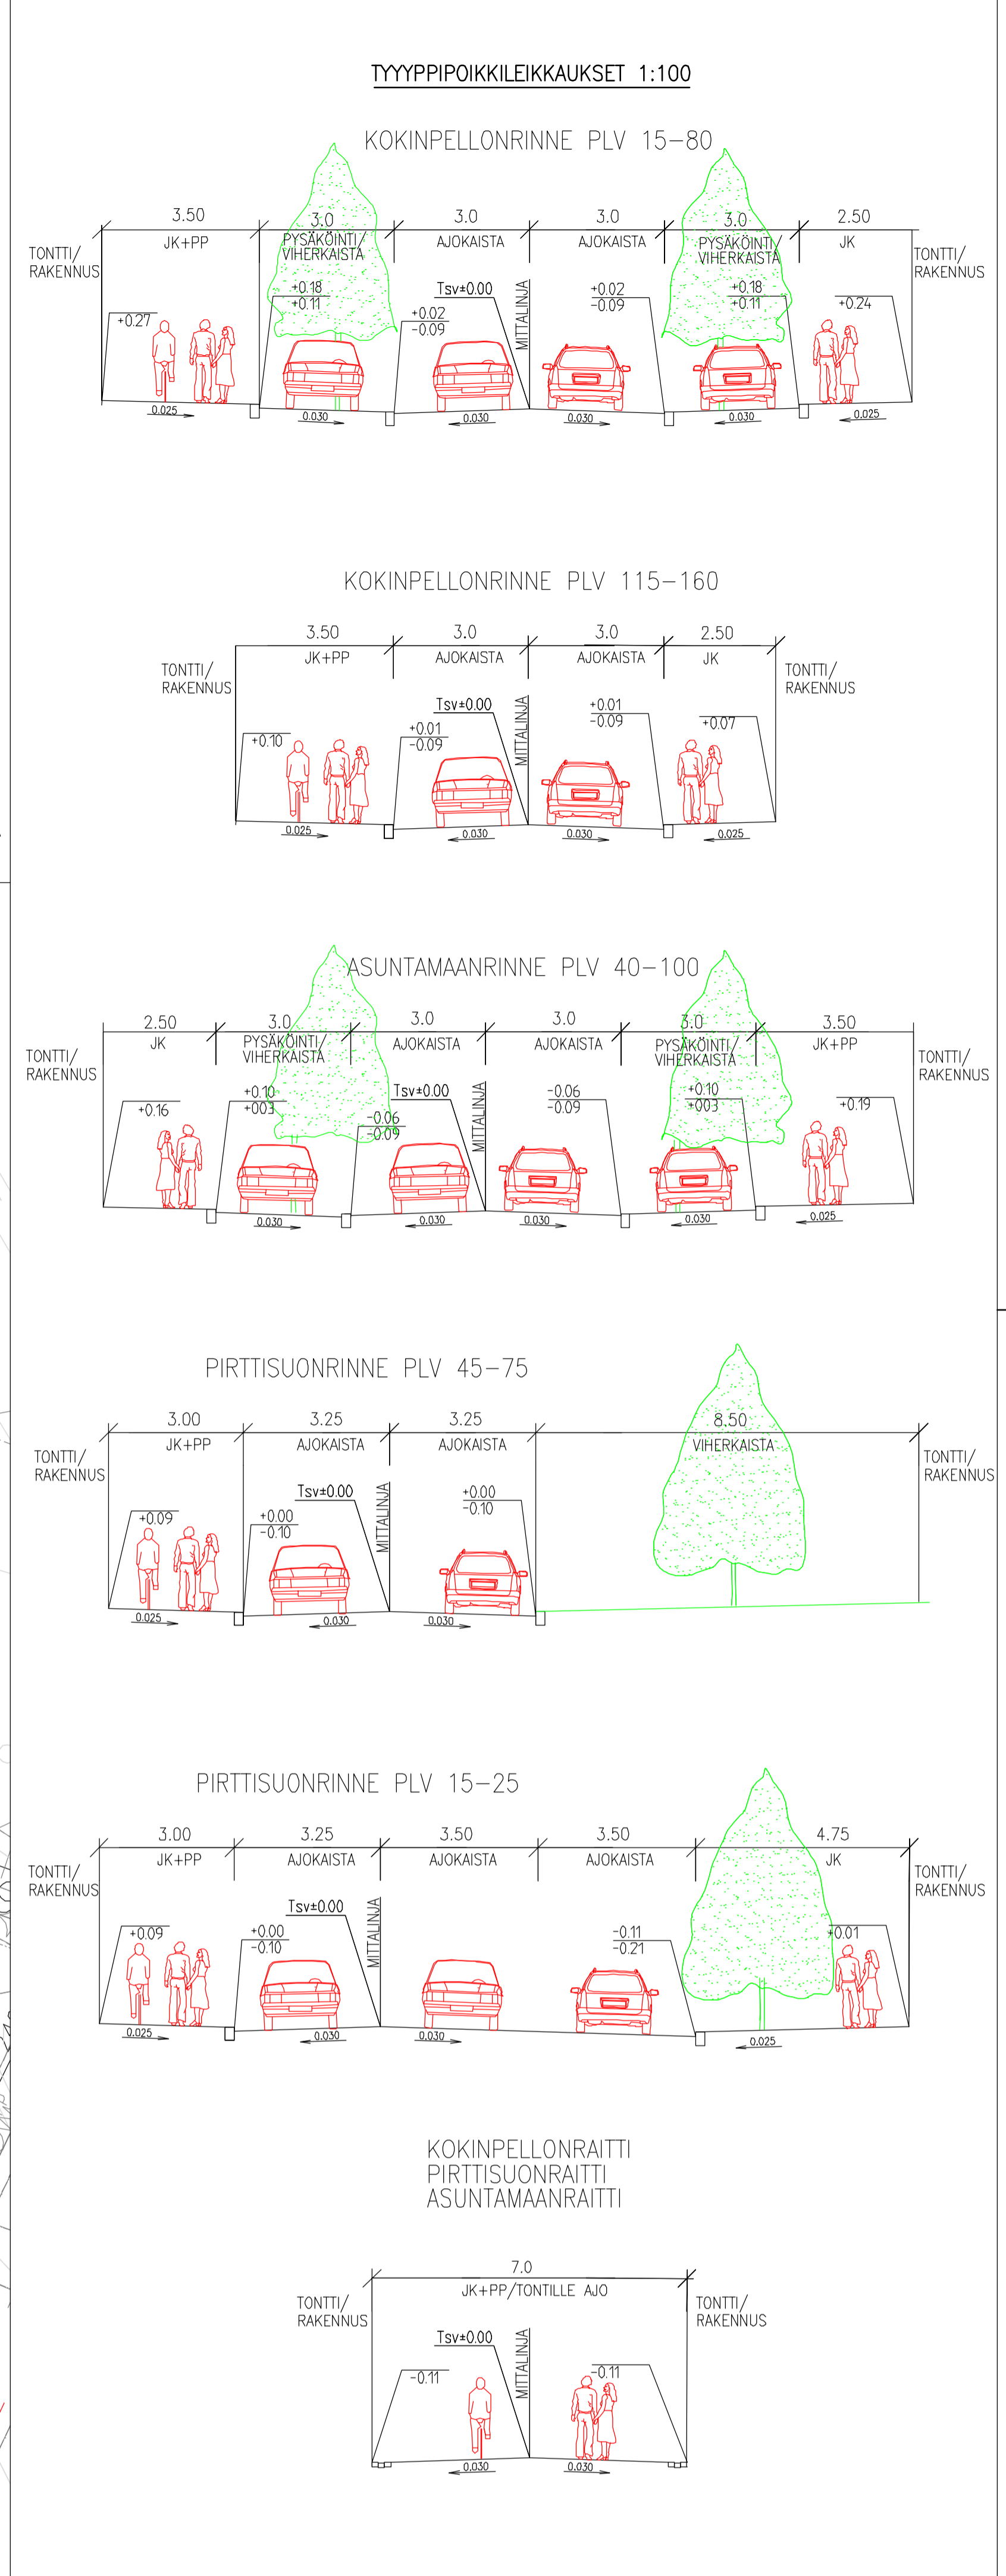 TYYYPPIPOIKKILEIKKAUKSET 1:100
KOKINPELLONRINNE PLV 15-80
3.50
3.0
3.0
3.0
3.0
2.50
TONTTI/
RAKENNUS
JK+PP
PYSÄKÖINTI/
VIHERKAISTA
AJOKAISTA
AJOKAISTA
PYSÄKÖINTI/
VIHERKAISTA
JK
TONTTI/
RAKENNUS
+0.27
+0.18
+0.11
+0.02
-0.09
Tsv±0.00
MITTALINJA
+0.02
-0.09
+0.18
+0.11
+0.24
0.025
0.030
0.030
0.030
0.030
0.025
KOKINPELLONRINNE PLV 115-160
3.50
3.0
3.0
2.50
TONTTI/
RAKENNUS
JK+PP
AJOKAISTA
AJOKAISTA
JK
TONTTI/
RAKENNUS
+0.10
+0.01
-0.09
Tsv±0.00
MITTALINJA
+0.01
-0.09
+0.07
0.025
0.030
0.030
0.025
ASUNTAMAANRINNE PLV 40-100
2.50
3.0
3.0
3.0
3.0
3.50
TONTTI/
RAKENNUS
JK
PYSÄKÖINTI/
VIHERKAISTA
AJOKAISTA
AJOKAISTA
PYSÄKÖINTI/
VIHERKAISTA
JK+PP
TONTTI/
RAKENNUS
+0.16
+0.10
+003
-0.06
-0.09
Tsv±0.00
MITTALINJA
-0.06
-0.09
+0.10
+003
+0.19
0.030
0.030
0.030
0.030
0.025
PIRTTISUONRINNE PLV 45-75
3.00
3.25
3.25
8.50
TONTTI/
RAKENNUS
JK+PP
AJOKAISTA
AJOKAISTA
VIHERKAISTA
TONTTI/
RAKENNUS
+0.09
+0.00
-0.10
Tsv±0.00
MITTALINJA
+0.00
-0.10
0.025
0.030
0.030
PIRTTISUONRINNE PLV 15-25
3.00
3.25
3.50
3.50
4.75
TONTTI/
RAKENNUS
JK+PP
AJOKAISTA
AJOKAISTA
AJOKAISTA
JK
TONTTI/
RAKENNUS
+0.09
+0.00
-0.10
Tsv±0.00
MITTALINJA
-0.11
-0.21
+0.01
0.025
0.030
0.030
0.025
KOKINPELLONRAITTI
PIRTTISUONRAITTI
ASUNTAMAANRAITTI
7.0
TONTTI/
RAKENNUS
JK+PP/TONTILLE AJO
TONTTI/
RAKENNUS
-0.11
Tsv±0.00
MITTALINJA
-0.11
0.030
0.030